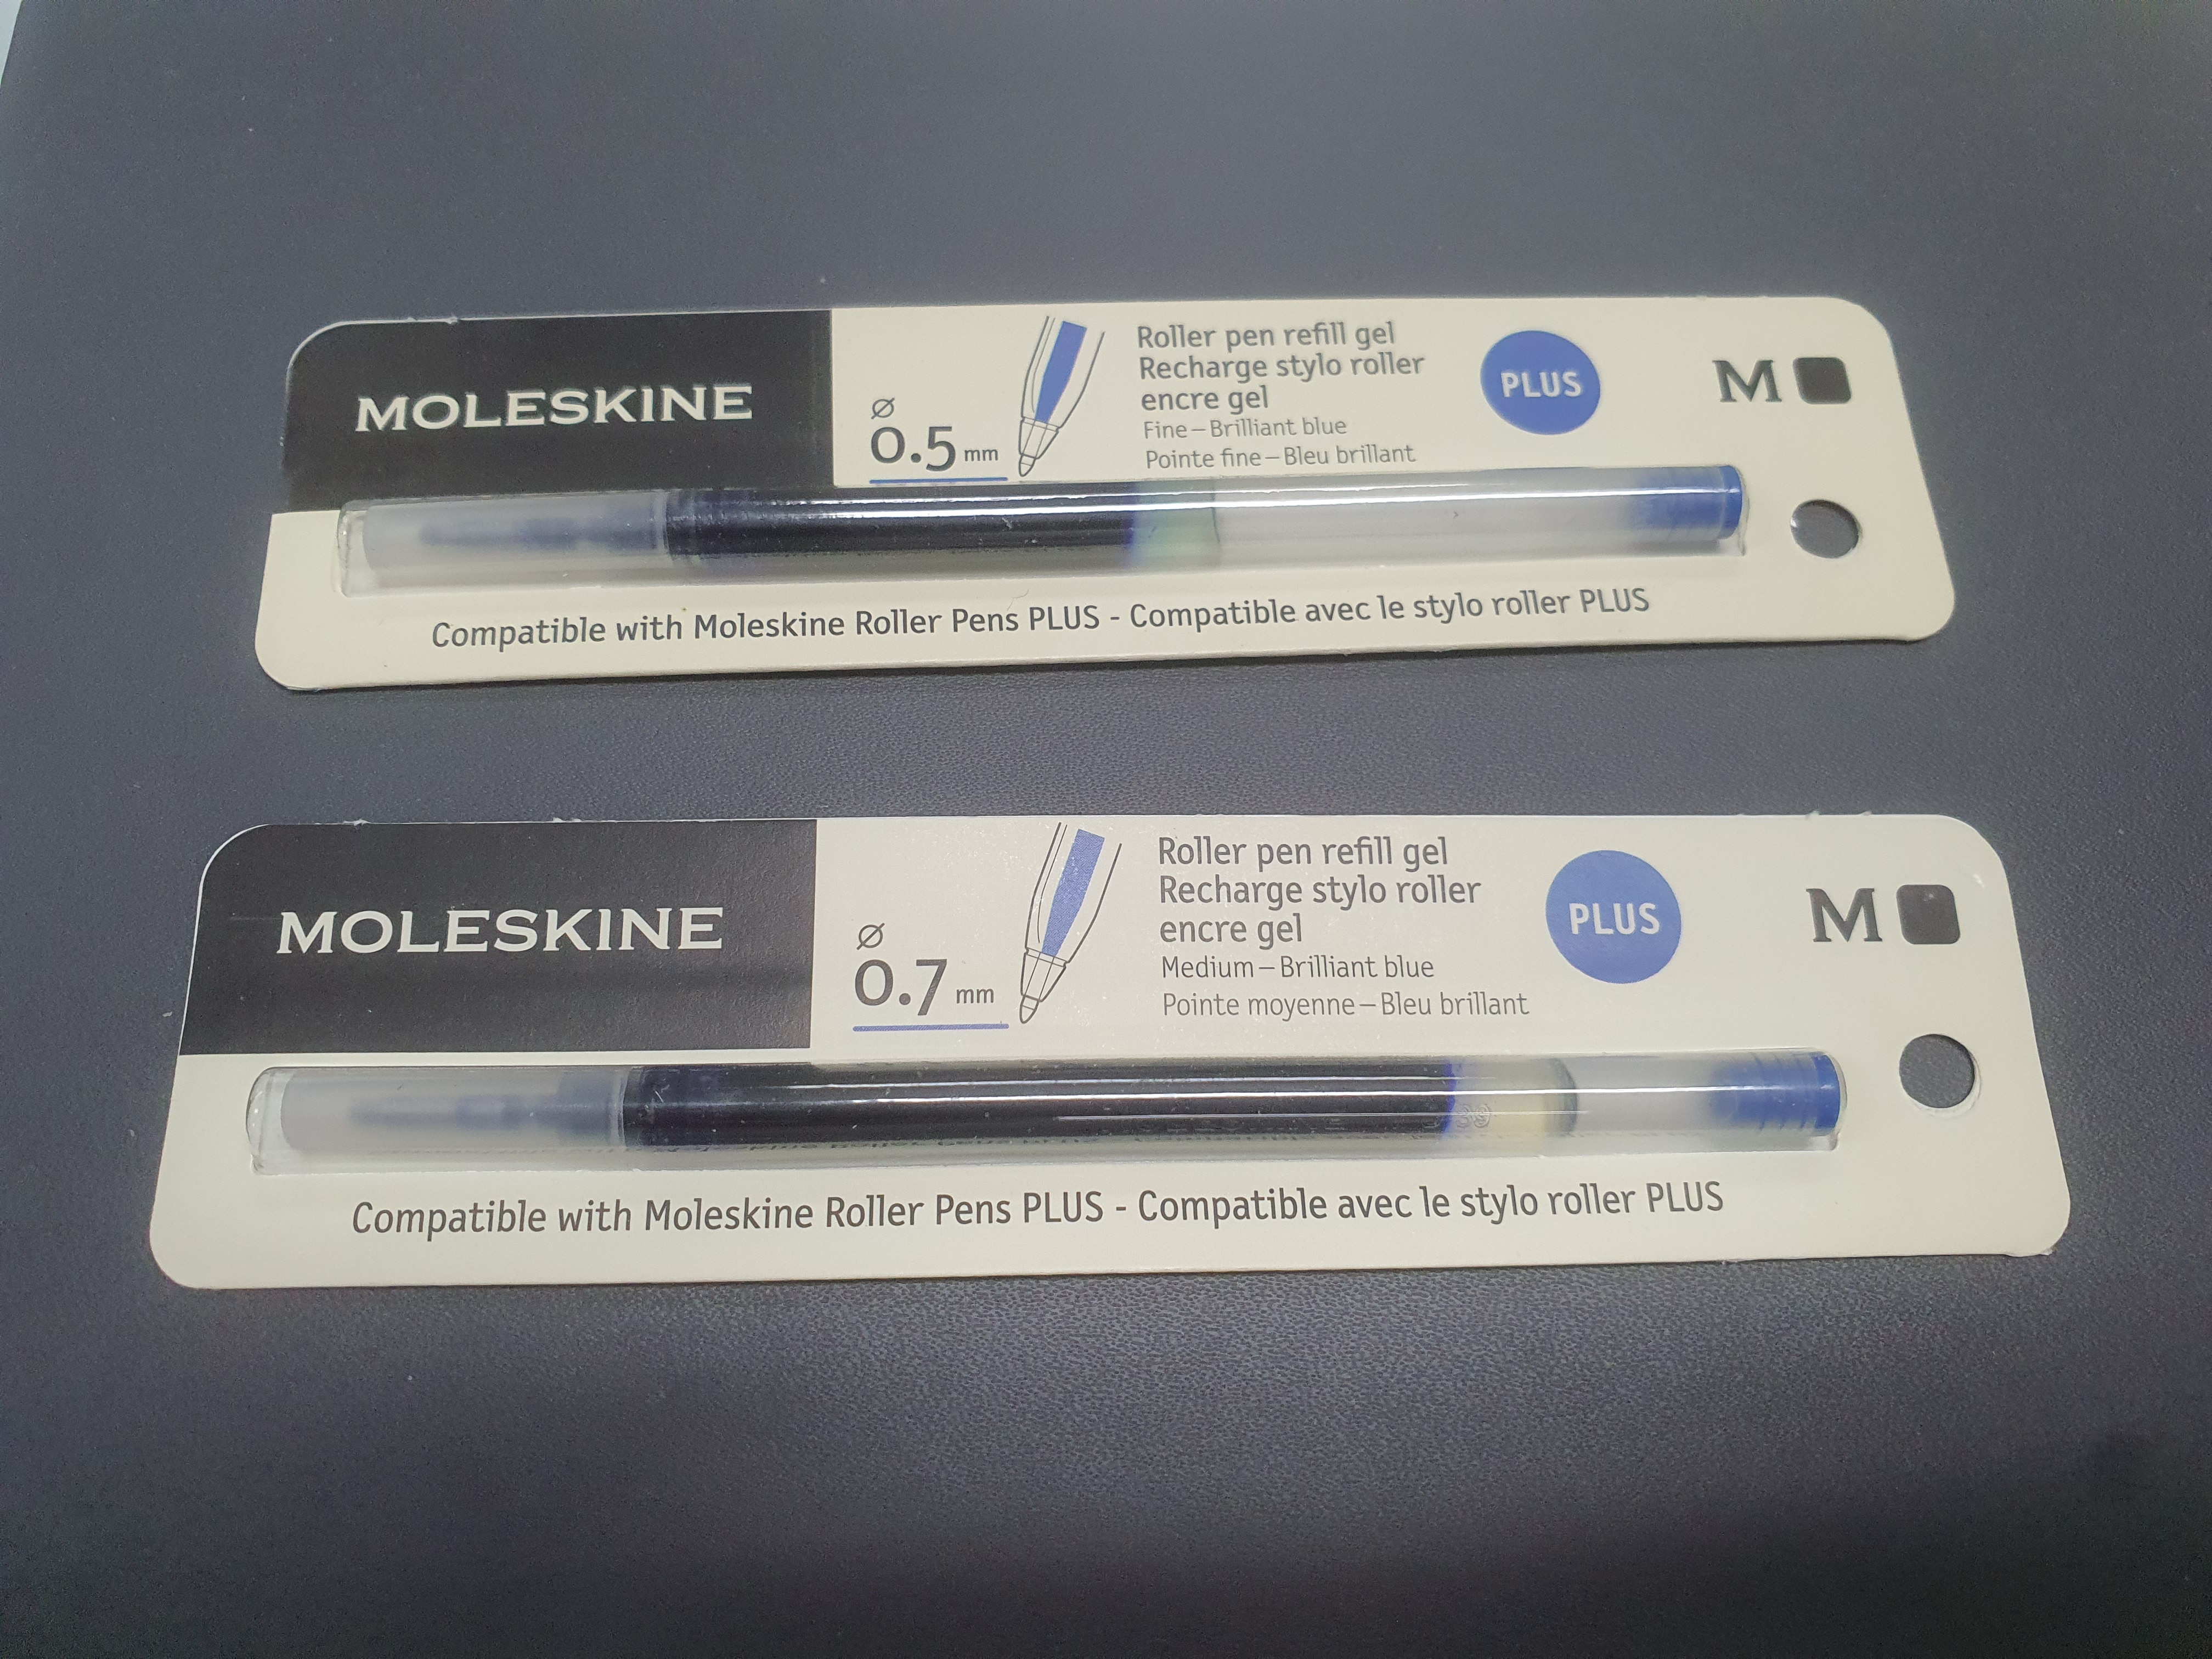 MOLESKINE
Ø
0.5 mm
Roller pen refill gel
Recharge stylo roller
encre gel
Fine–Brilliant blue
Pointe fine–Bleu brillant
PLUS
M
Compatible with Moleskine Roller Pens PLUS - Compatible avec le stylo roller PLUS
MOLESKINE
Ø
0.7 mm
Roller pen refill gel
Recharge stylo roller
encre gel
Medium–Brilliant blue
Pointe moyenne–Bleu brillant
PLUS
M
Compatible with Moleskine Roller Pens PLUS - Compatible avec le stylo roller PLUS